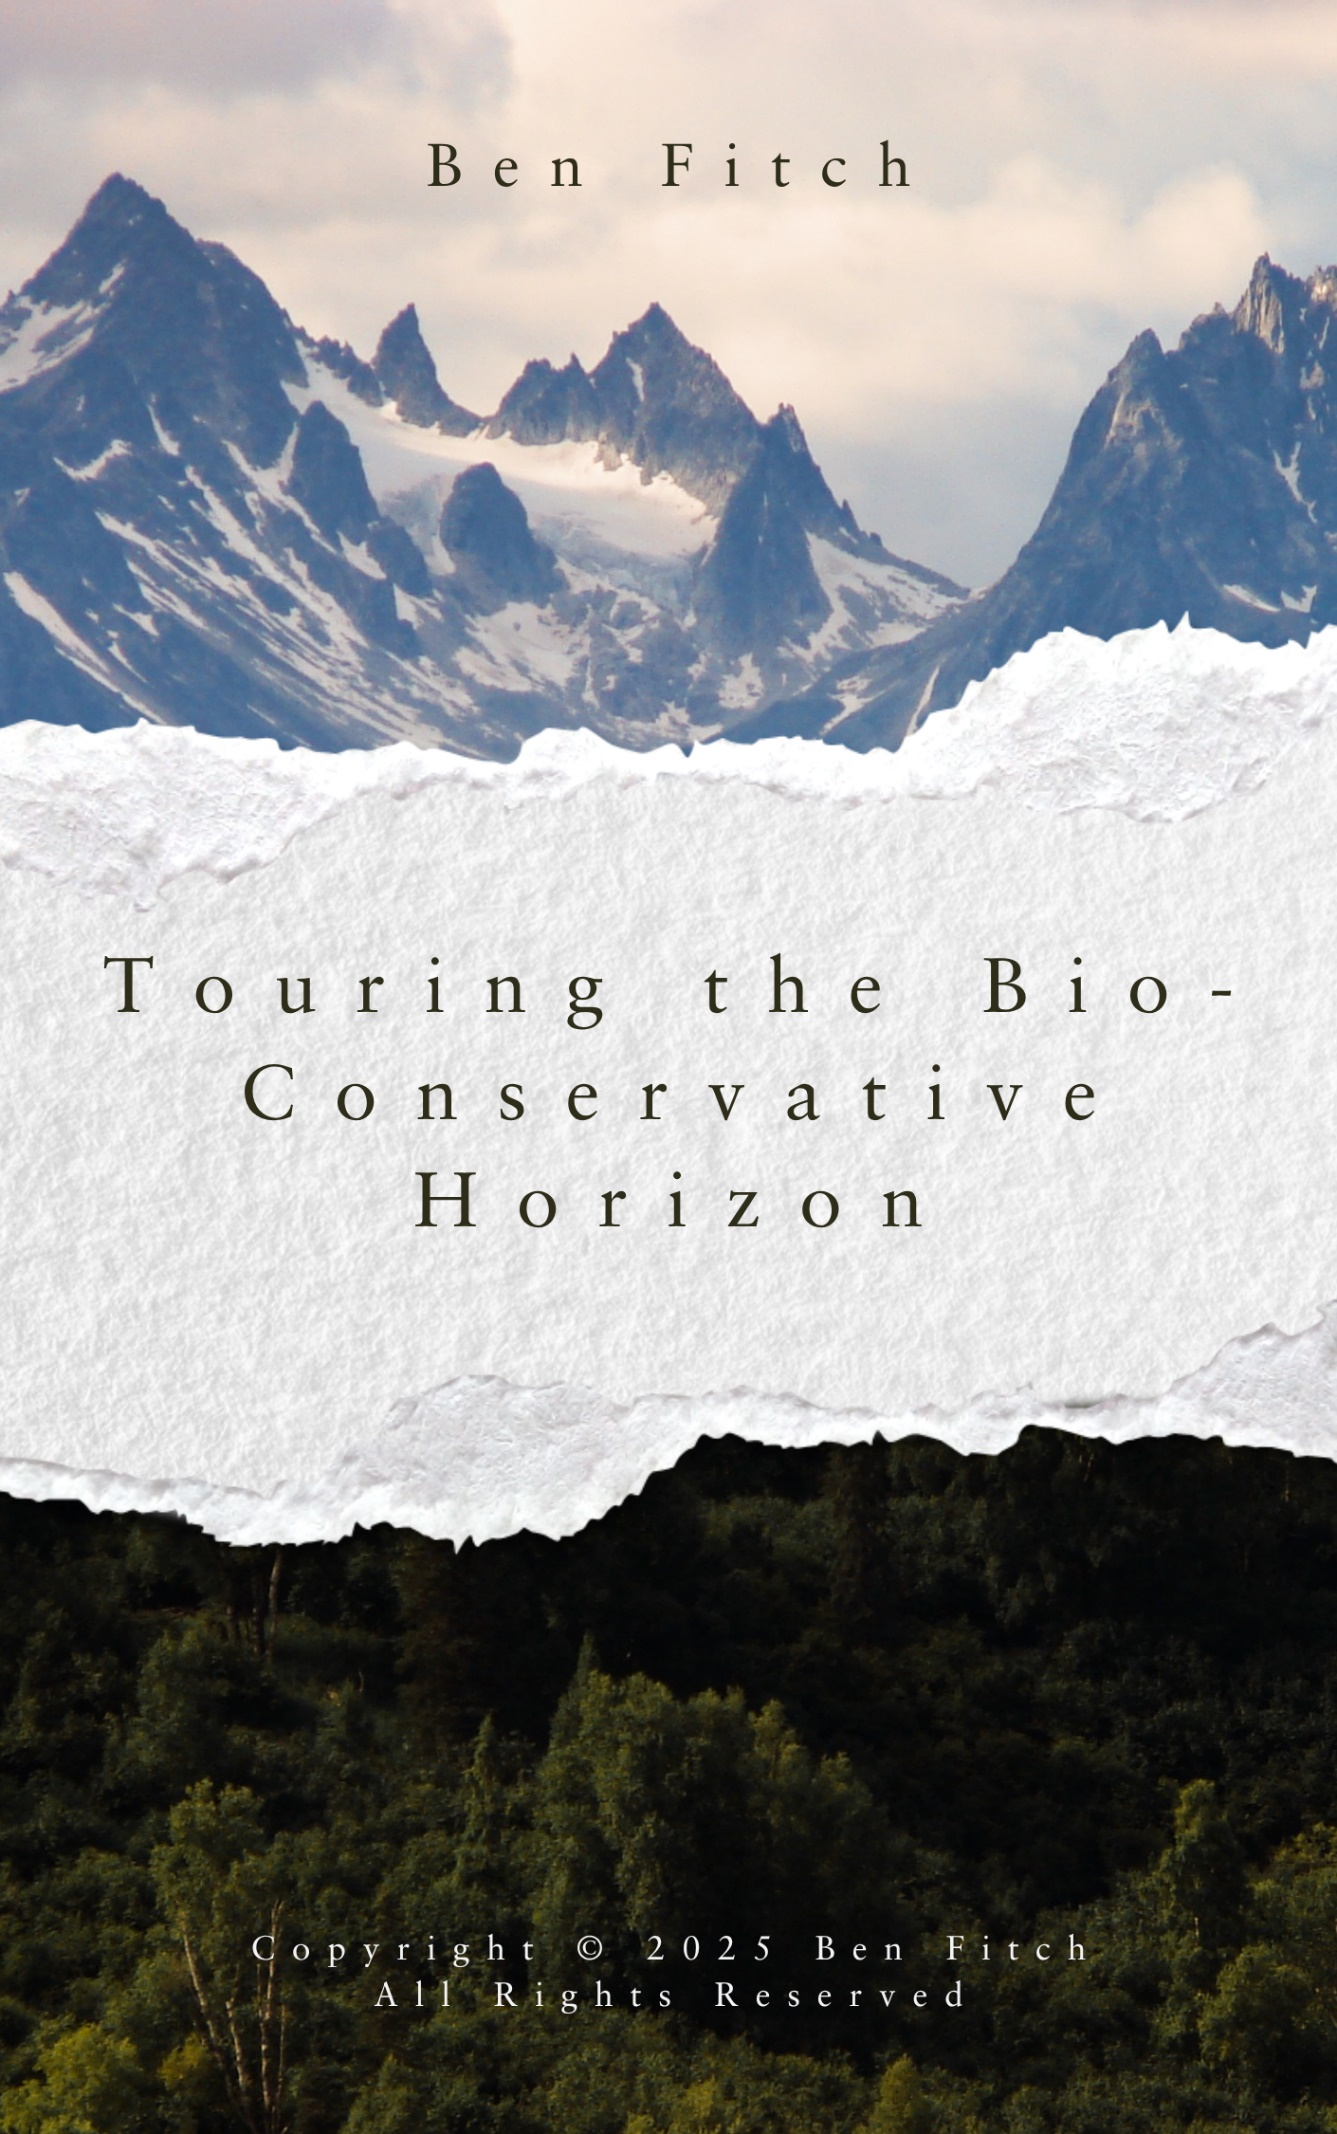 Ben Fitch
Touring the Bio-
Conservative
Horizon
Copyright © 2025 Ben Fitch
All Rights Reserved